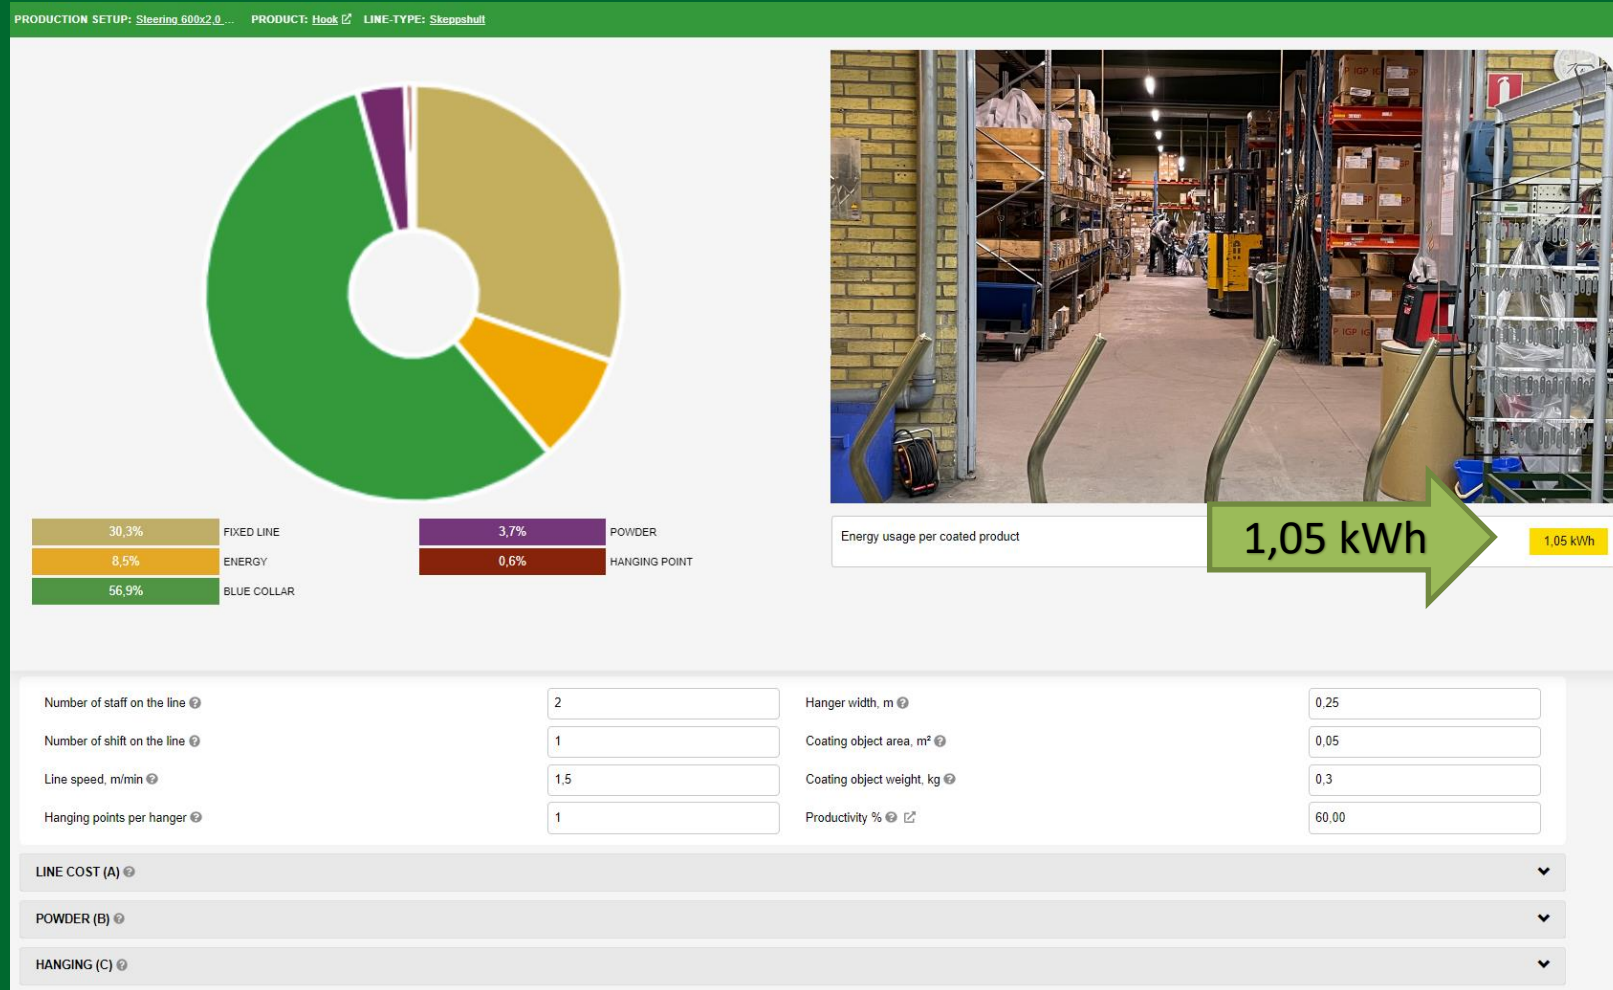 PRODUCTION SETUP: Steering 600x2,0 ... PRODUCT: Hook LINE-TYPE: Skeppshult
30,3% FIXED LINE 3,7% POWDER
8,5% ENERGY 0,6% HANGING POINT
56,9% BLUE COLLAR
Energy usage per coated product 1,05 kWh 1,05 kWh
Number of staff on the line 2 Hanger width, m 0,25
Number of shift on the line 1 Coating object area, m² 0,05
Line speed, m/min 1,5 Coating object weight, kg 0,3
Hanging points per hanger 1 Productivity % 60,00
LINE COST (A)
POWDER (B)
HANGING (C)